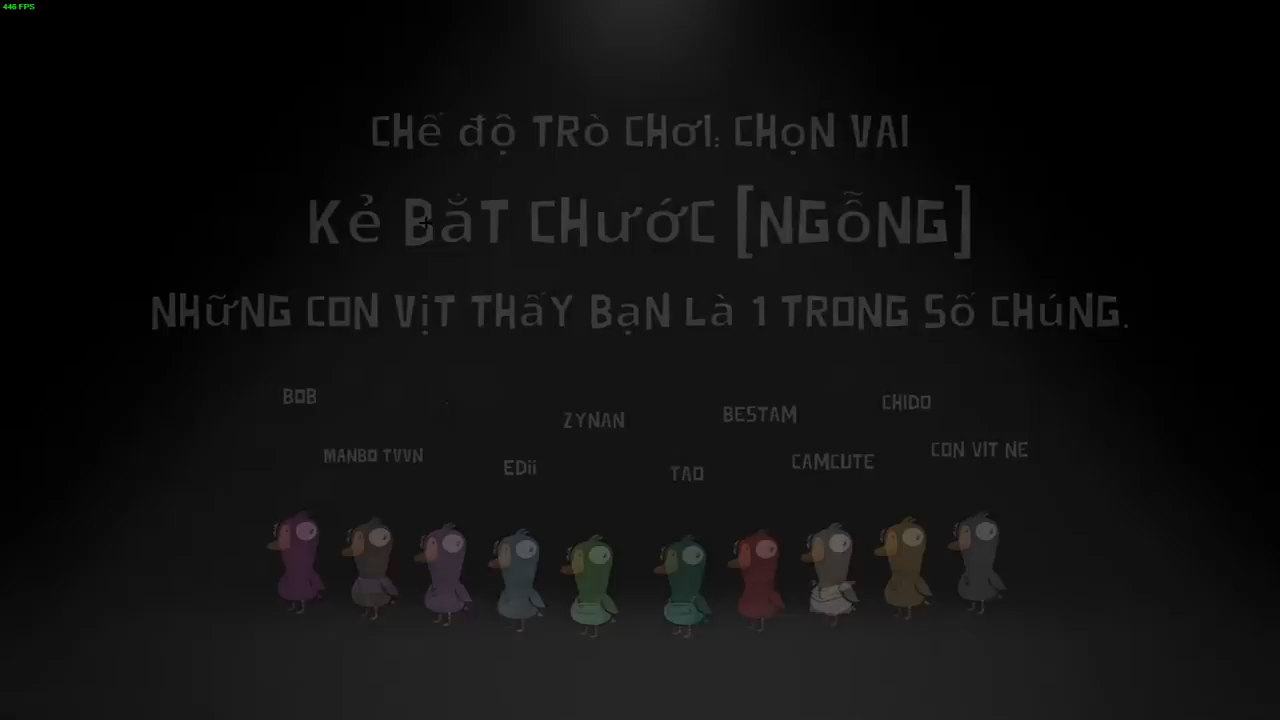 446 FPS
CHế độ TRò CHơI: CHỌN VAI
Kẻ BắT CHướC [NGỗNG]
NHữNG CON VịT THấY BạN Là 1 TRONG Số CHúNG.
BOB
CHIDO
ZYNAN
BESTAM
MANBO TVVN
CON VIT NE
EDii
CAMCUTE
TAO